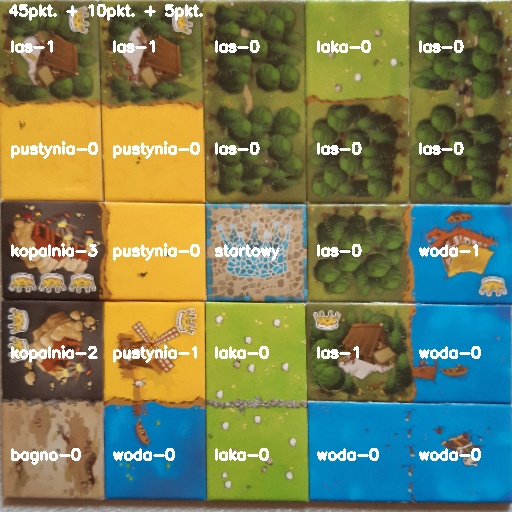 45pkt. + 10pkt. + 5pkt.
las-1 las-1 las-0 laka-0 las-0
pustynia-0 pustynia-0 las-0 las-0 las-0
kopalnia-3 pustynia-0 startowy las-0 woda-1
kopalnia-2 pustynia-1 laka-0 las-1 woda-0
bagno-0 woda-0 laka-0 woda-0 woda-0